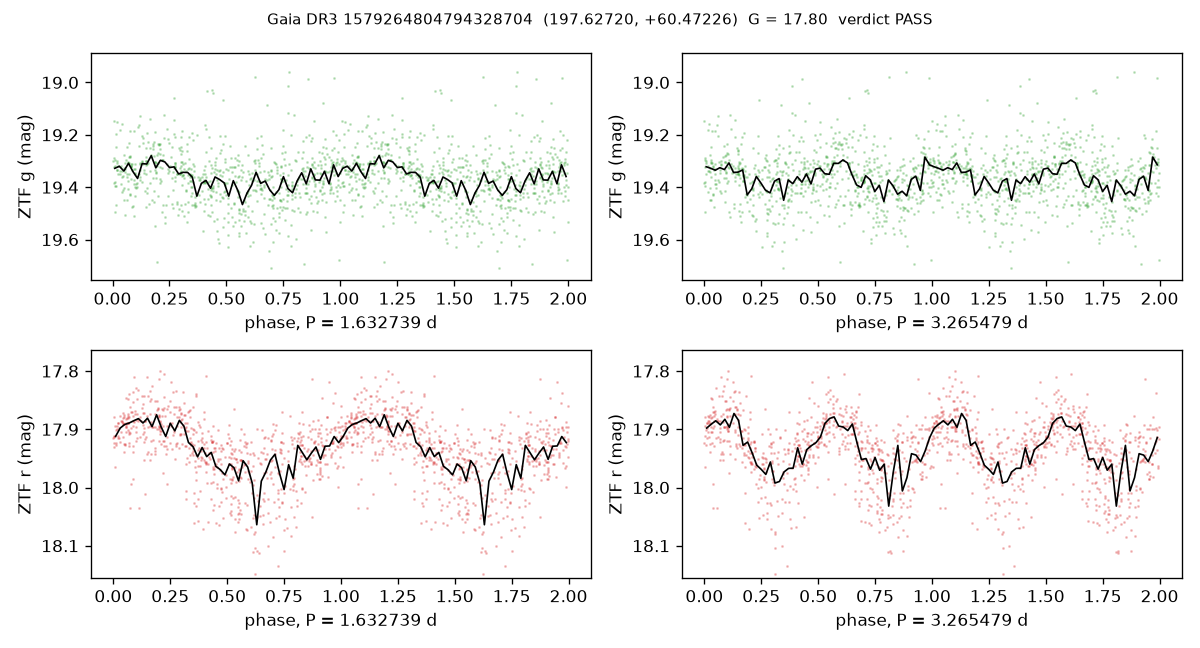 Gaia DR3 1579264804794328704  (197.62720, +60.47226)  G = 17.80  verdict PASS
ZTF g (mag)
19.0
19.2
19.4
19.6
0.00 0.25 0.50 0.75 1.00 1.25 1.50 1.75 2.00
phase, P = 1.632739 d
ZTF g (mag)
19.0
19.2
19.4
19.6
0.00 0.25 0.50 0.75 1.00 1.25 1.50 1.75 2.00
phase, P = 3.265479 d
ZTF r (mag)
17.8
17.9
18.0
18.1
0.00 0.25 0.50 0.75 1.00 1.25 1.50 1.75 2.00
phase, P = 1.632739 d
ZTF r (mag)
17.8
17.9
18.0
18.1
0.00 0.25 0.50 0.75 1.00 1.25 1.50 1.75 2.00
phase, P = 3.265479 d